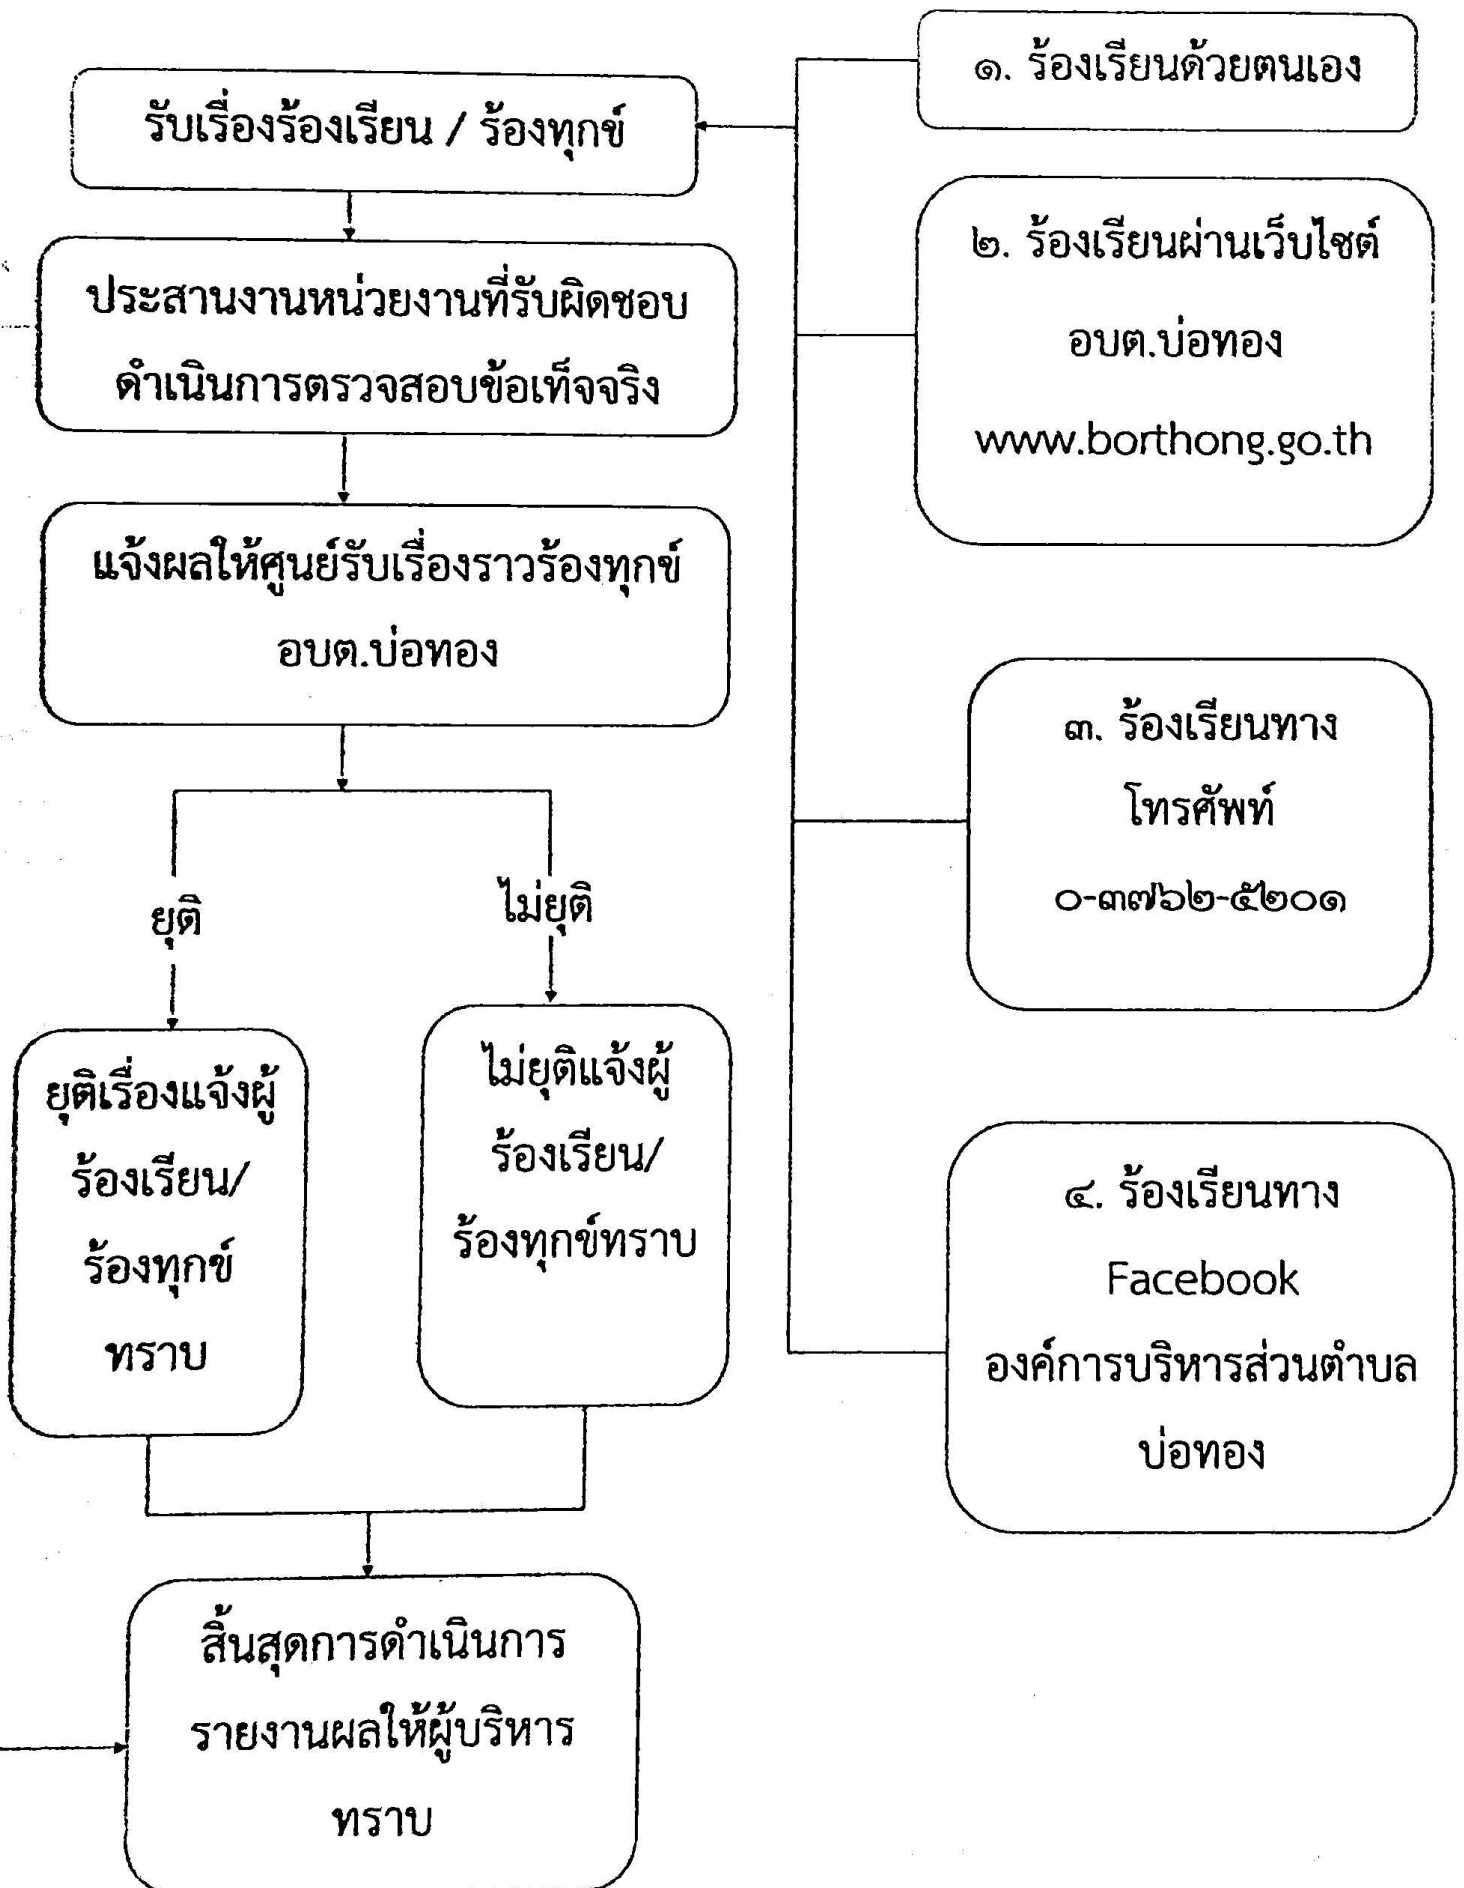 รับเรื่องร้องเรียน / ร้องทุกข์
ประสานงานหน่วยงานที่รับผิดชอบ
ดำเนินการตรวจสอบข้อเท็จจริง
แจ้งผลให้ศูนย์รับเรื่องราวร้องทุกข์
อบต.บ่อทอง
ยุติ
ไม่ยุติ
ยุติเรื่องแจ้งผู้
ร้องเรียน/
ร้องทุกข์
ทราบ
ไม่ยุติแจ้งผู้
ร้องเรียน/
ร้องทุกข์ทราบ
สิ้นสุดการดำเนินการ
รายงานผลให้ผู้บริหาร
ทราบ
๑. ร้องเรียนด้วยตนเอง
๒. ร้องเรียนผ่านเว็บไซต์
อบต.บ่อทอง
www.borthong.go.th
๓. ร้องเรียนทาง
โทรศัพท์
๐-๓๗๖๒-๕๒๐๑
๔. ร้องเรียนทาง
Facebook
องค์การบริหารส่วนตำบล
บ่อทอง